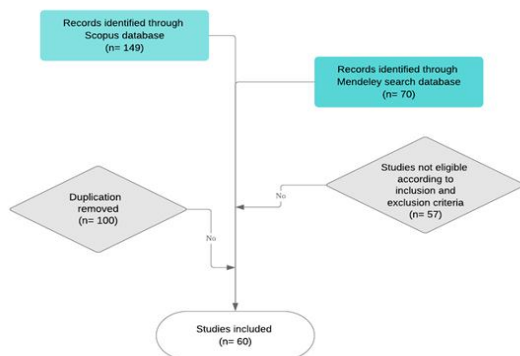 Records identified through
Scopus database
(n= 149)
Records identified through
Mendeley search database
(n= 70)
Studies not eligible
according to
inclusion and
exclusion criteria
(n= 57)
Duplication
removed
(n= 100)
No
No
Studies included
(n= 60)